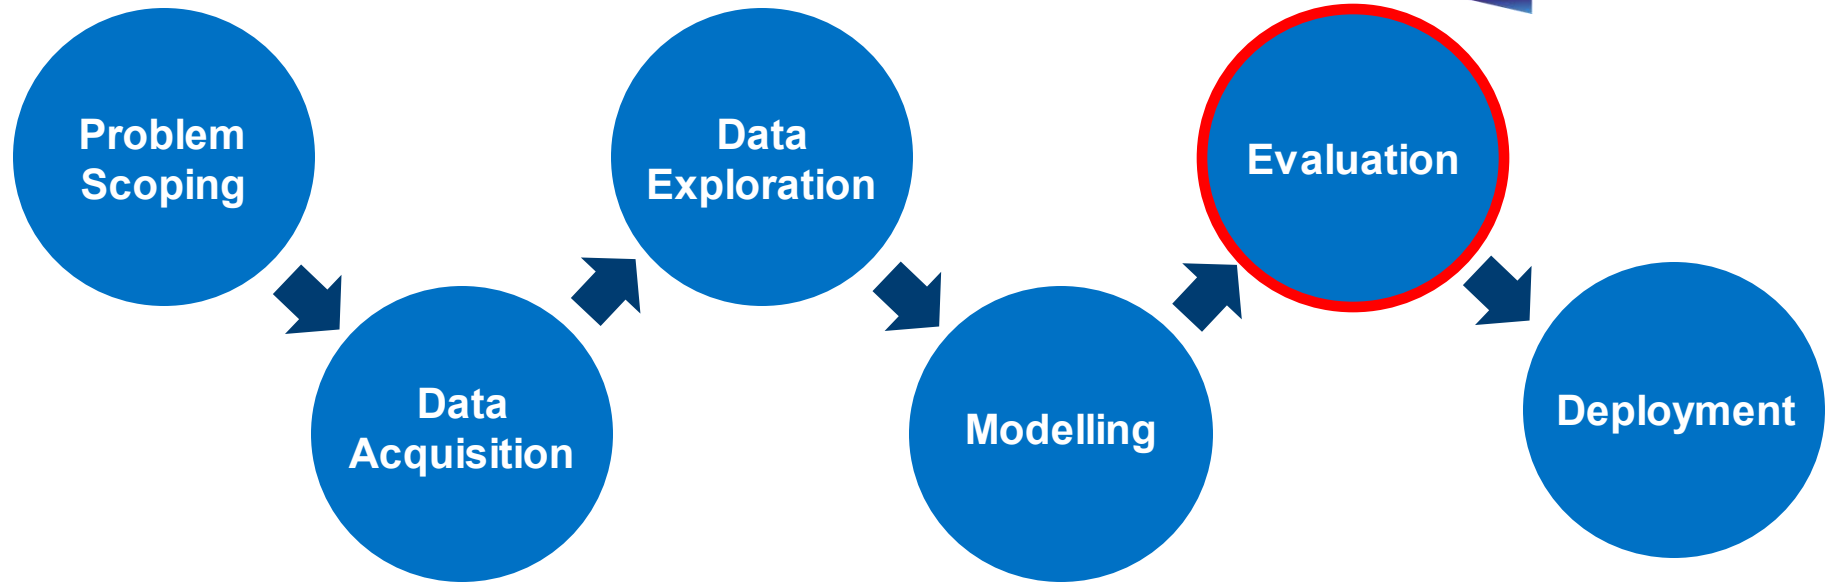 Problem
Scoping
Data
Acquisition
Data
Exploration
Modelling
Evaluation
Deployment